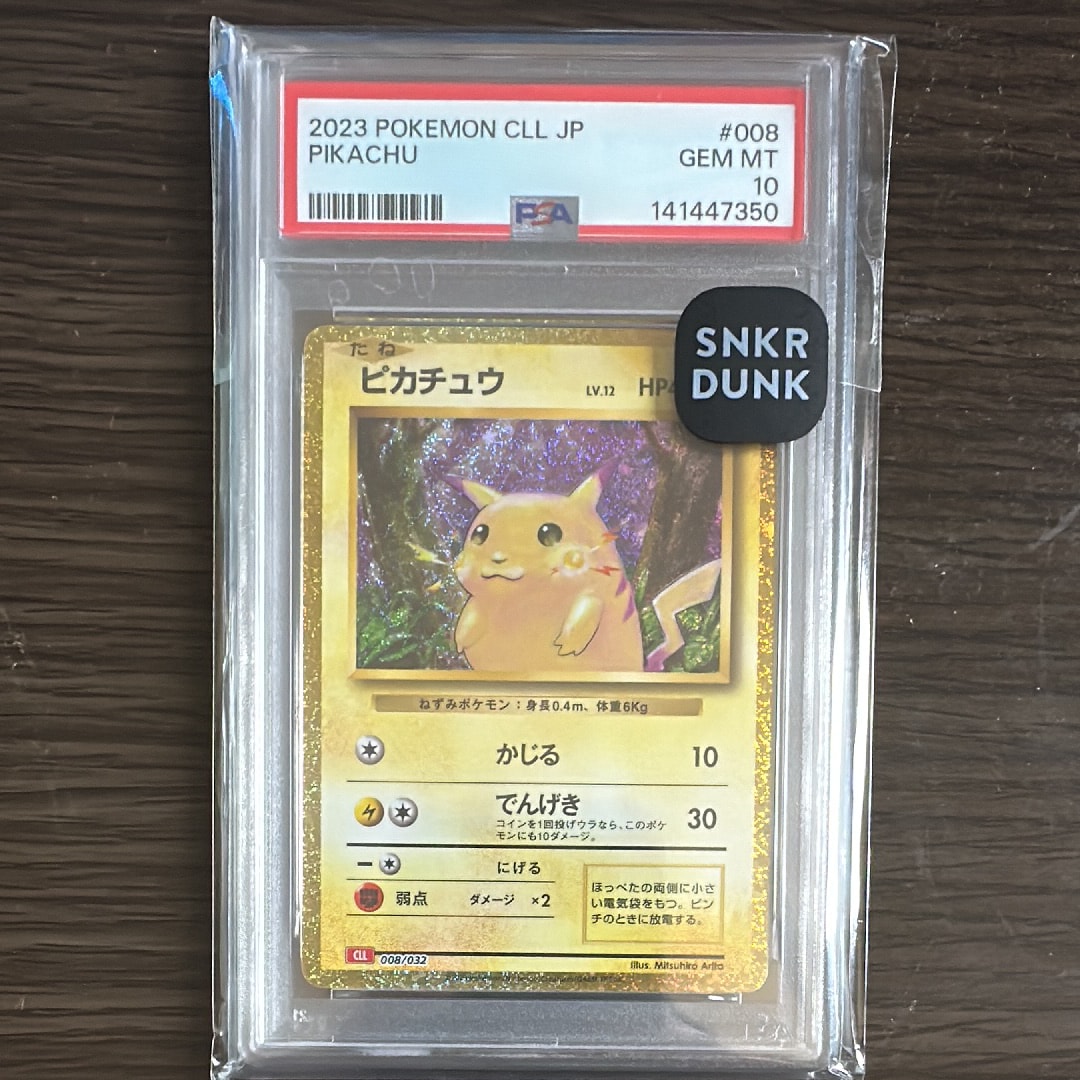 2023 POKEMON CLL JP #008
PIKACHU GEM MT
10
141447350
PSA
SNKR
DUNK
たね
ピカチュウ LV.12 HP
ねずみポケモン：身長0.4m、体重6Kg
かじる 10
でんげき 30
コインを1回投げウラなら、このポケ
モンにも10ダメージ。
にげる
弱点 ダメージ ×2
ほっぺたの両側に小さ
い電気袋をもつ。ピン
チのときに放電する。
CLL 008/032
Illus. Mitsuhiro Arita